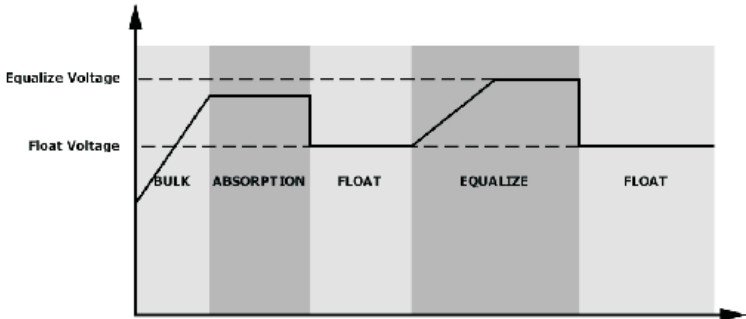 Equalize Voltage
Float Voltage
BULK ABSORPTION FLOAT EQUALIZE FLOAT